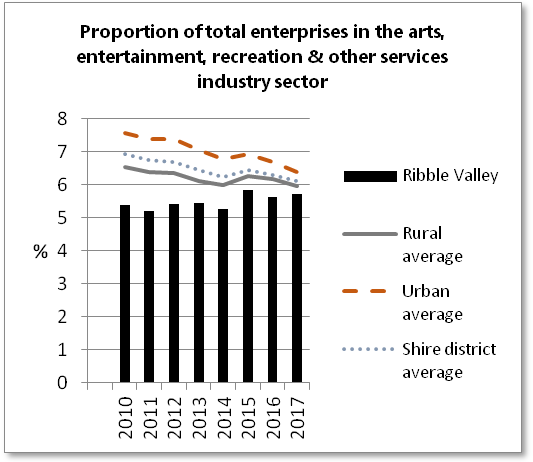 Proportion of total enterprises in the arts,
entertainment, recreation & other services
industry sector
8
7
6
5
% 4
3
2
1
0
2010 2011 2012 2013 2014 2015 2016 2017
Ribble Valley
Rural
average
Urban
average
Shire district
average